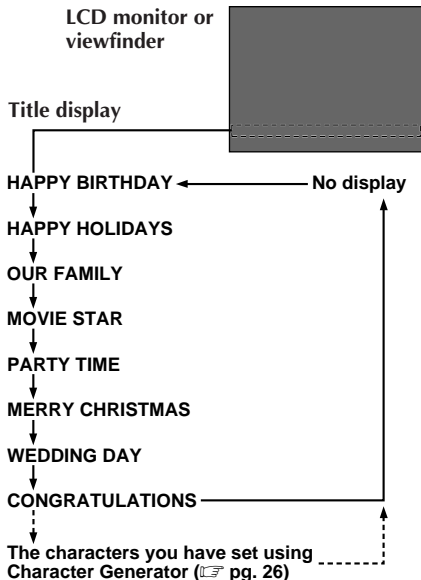 LCD monitor or
viewfinder
Title display
HAPPY BIRTHDAY
No display
HAPPY HOLIDAYS
OUR FAMILY
MOVIE STAR
PARTY TIME
MERRY CHRISTMAS
WEDDING DAY
CONGRATULATIONS
The characters you have set using
Character Generator (☞ pg. 26)